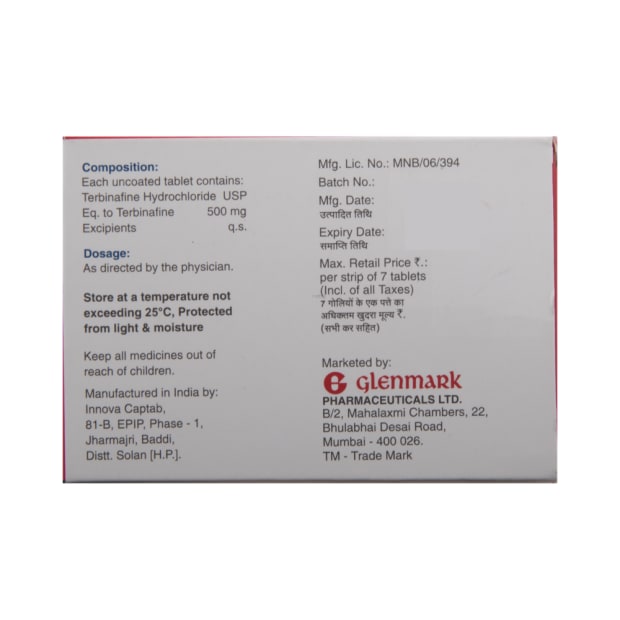 Composition:
Each uncoated tablet contains:
Terbinafine Hydrochloride USP
Eq. to Terbinafine 500 mg
Excipients q.s.
Dosage:
As directed by the physician.
Store at a temperature not
exceeding 25°C, Protected
from light & moisture
Keep all medicines out of
reach of children.
Manufactured in India by:
Innova Captab,
81-B, EPIP, Phase - 1,
Jharmajri, Baddi,
Distt. Solan [H.P.].
Mfg. Lic. No.: MNB/06/394
Batch No.:
Mfg. Date:
उत्पादित तिथि
Expiry Date:
समाप्ति तिथि
Max. Retail Price ₹.:
per strip of 7 tablets
(Incl. of all Taxes)
7 गोलियों के एक पत्ते का
अधिकतम खुदरा मूल्य ₹.
(सभी कर सहित)
Marketed by:
G glenmark
PHARMACEUTICALS LTD.
B/2, Mahalaxmi Chambers, 22,
Bhulabhai Desai Road,
Mumbai - 400 026.
TM - Trade Mark